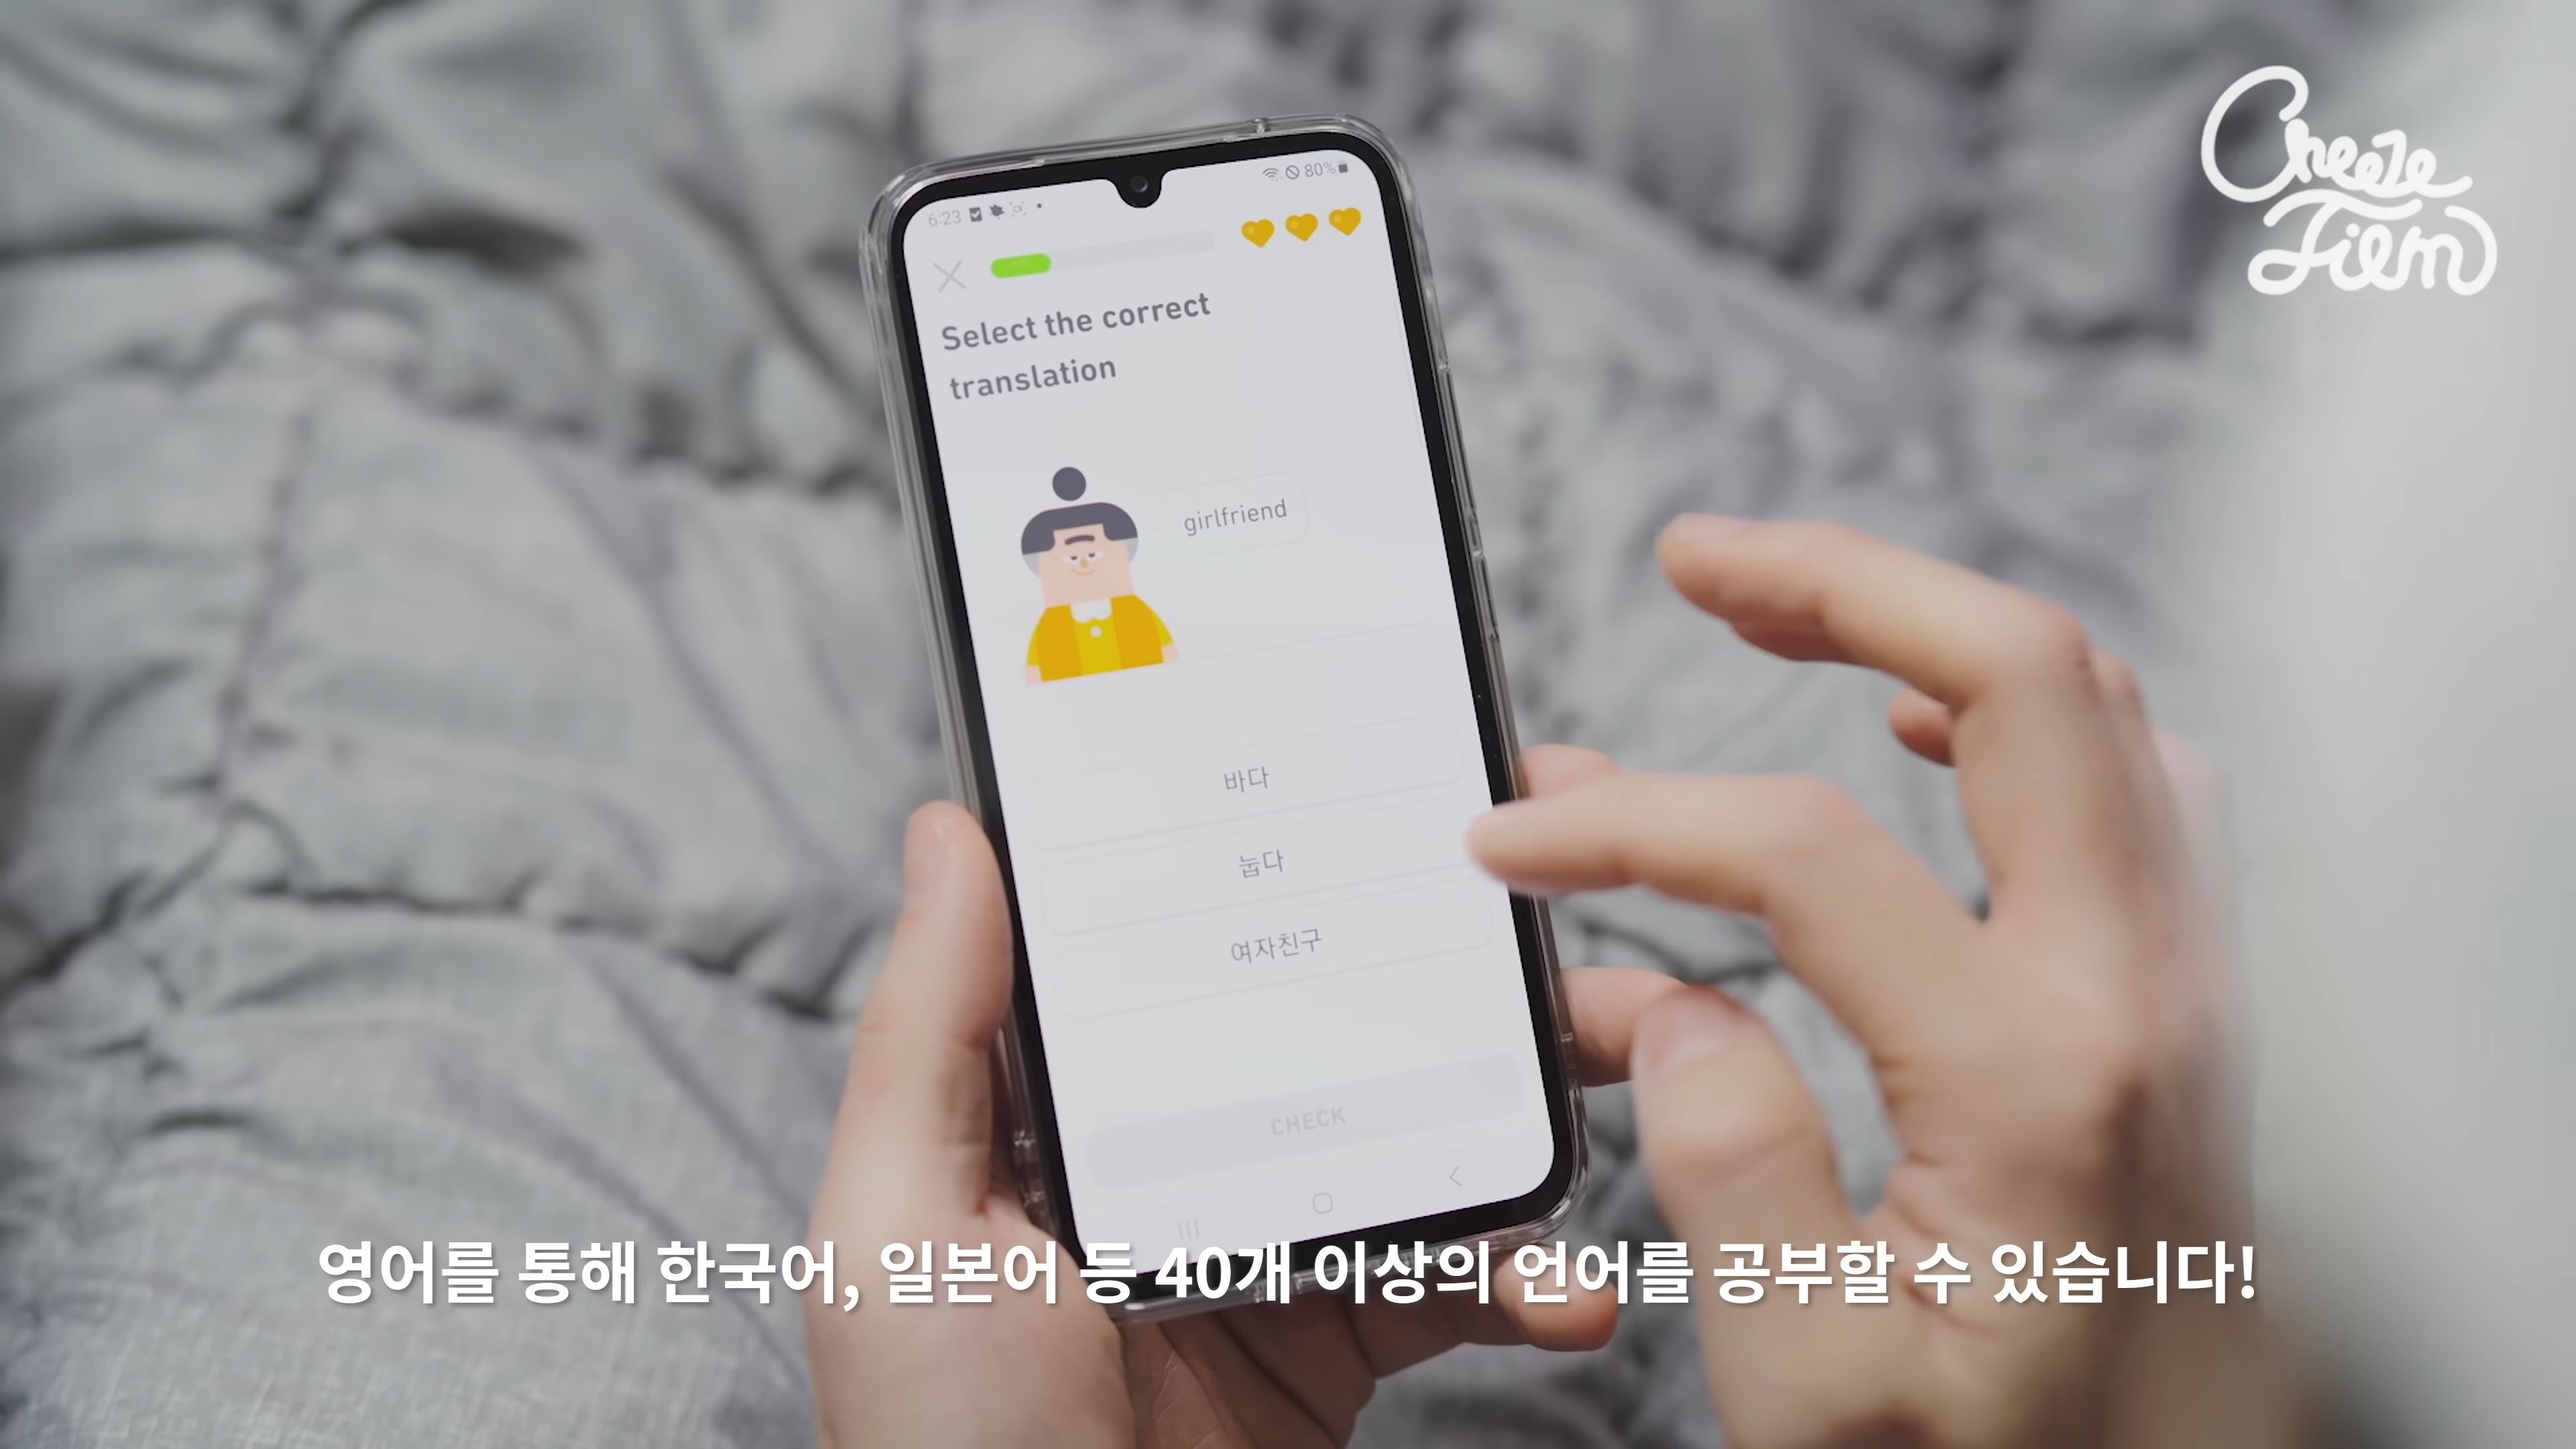 Cheeze
Film
6:23
80%
Select the correct
translation
girlfriend
바다
눕다
여자친구
CHECK
영어를 통해 한국어, 일본어 등 40개 이상의 언어를 공부할 수 있습니다!